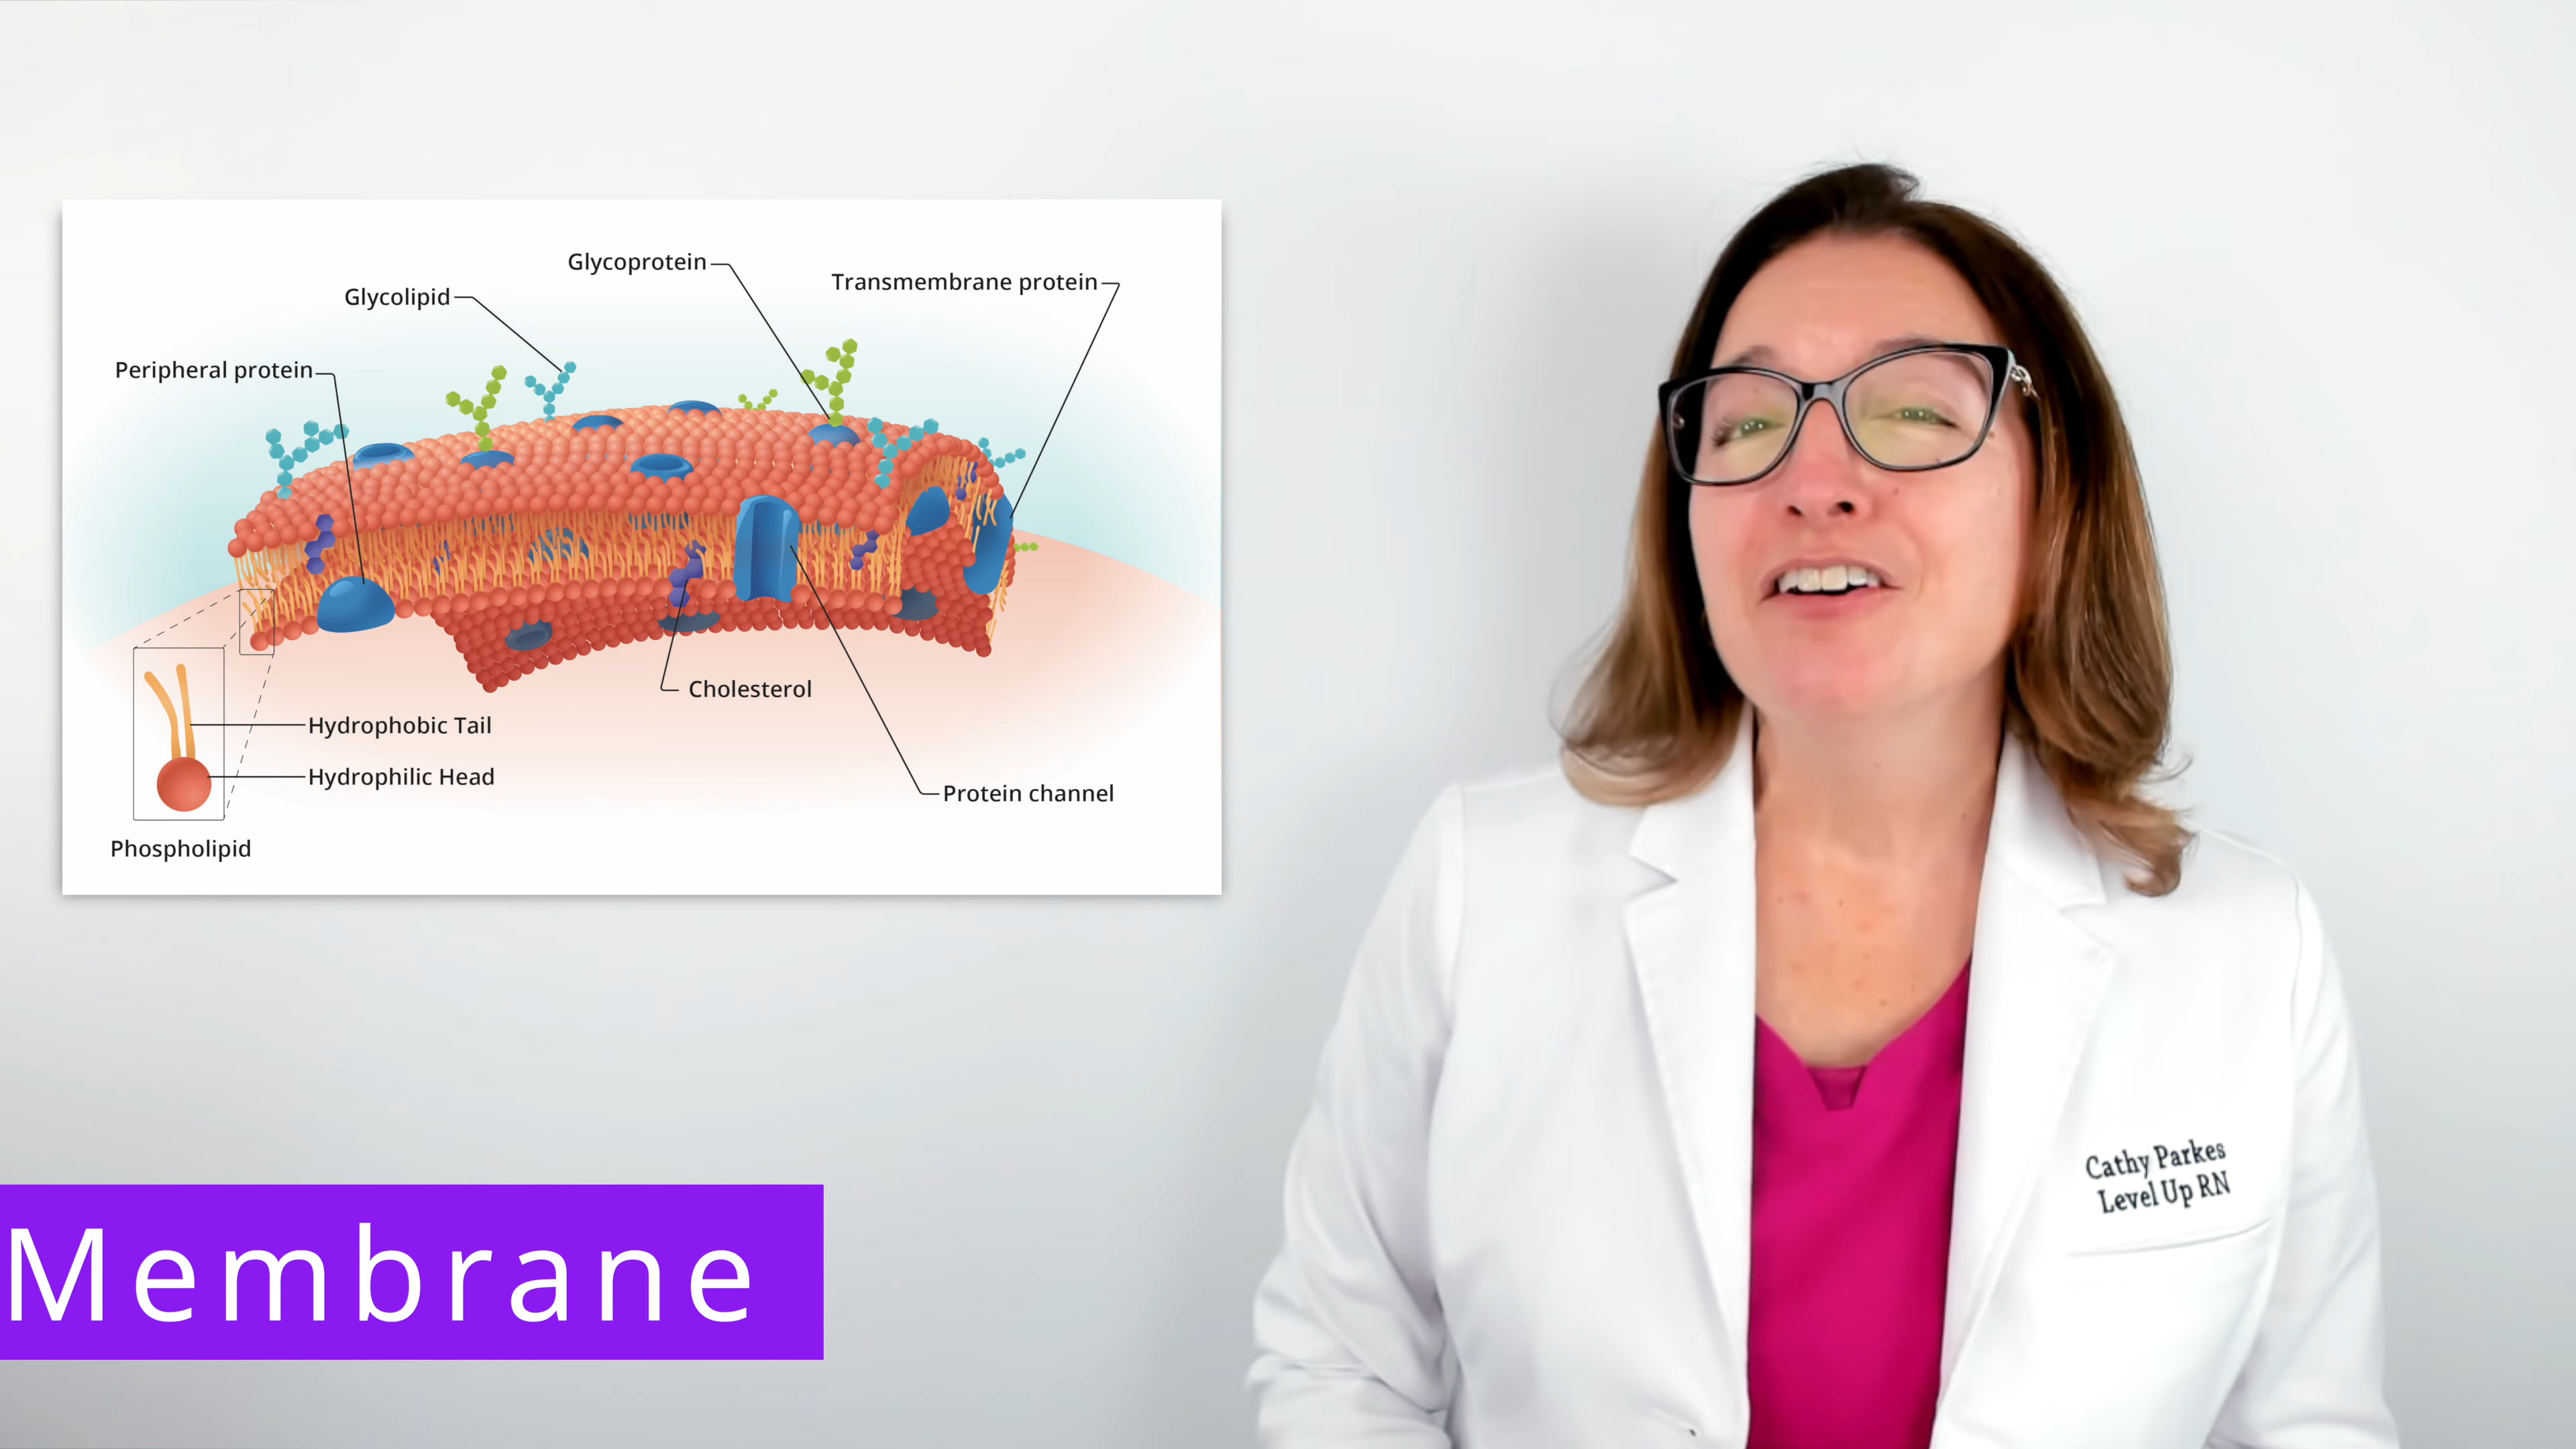 Glycoprotein
Transmembrane protein
Glycolipid
Peripheral protein
Cholesterol
Hydrophobic Tail
Hydrophilic Head
Protein channel
Phospholipid
Cathy Parkes
Level Up RN
Membrane